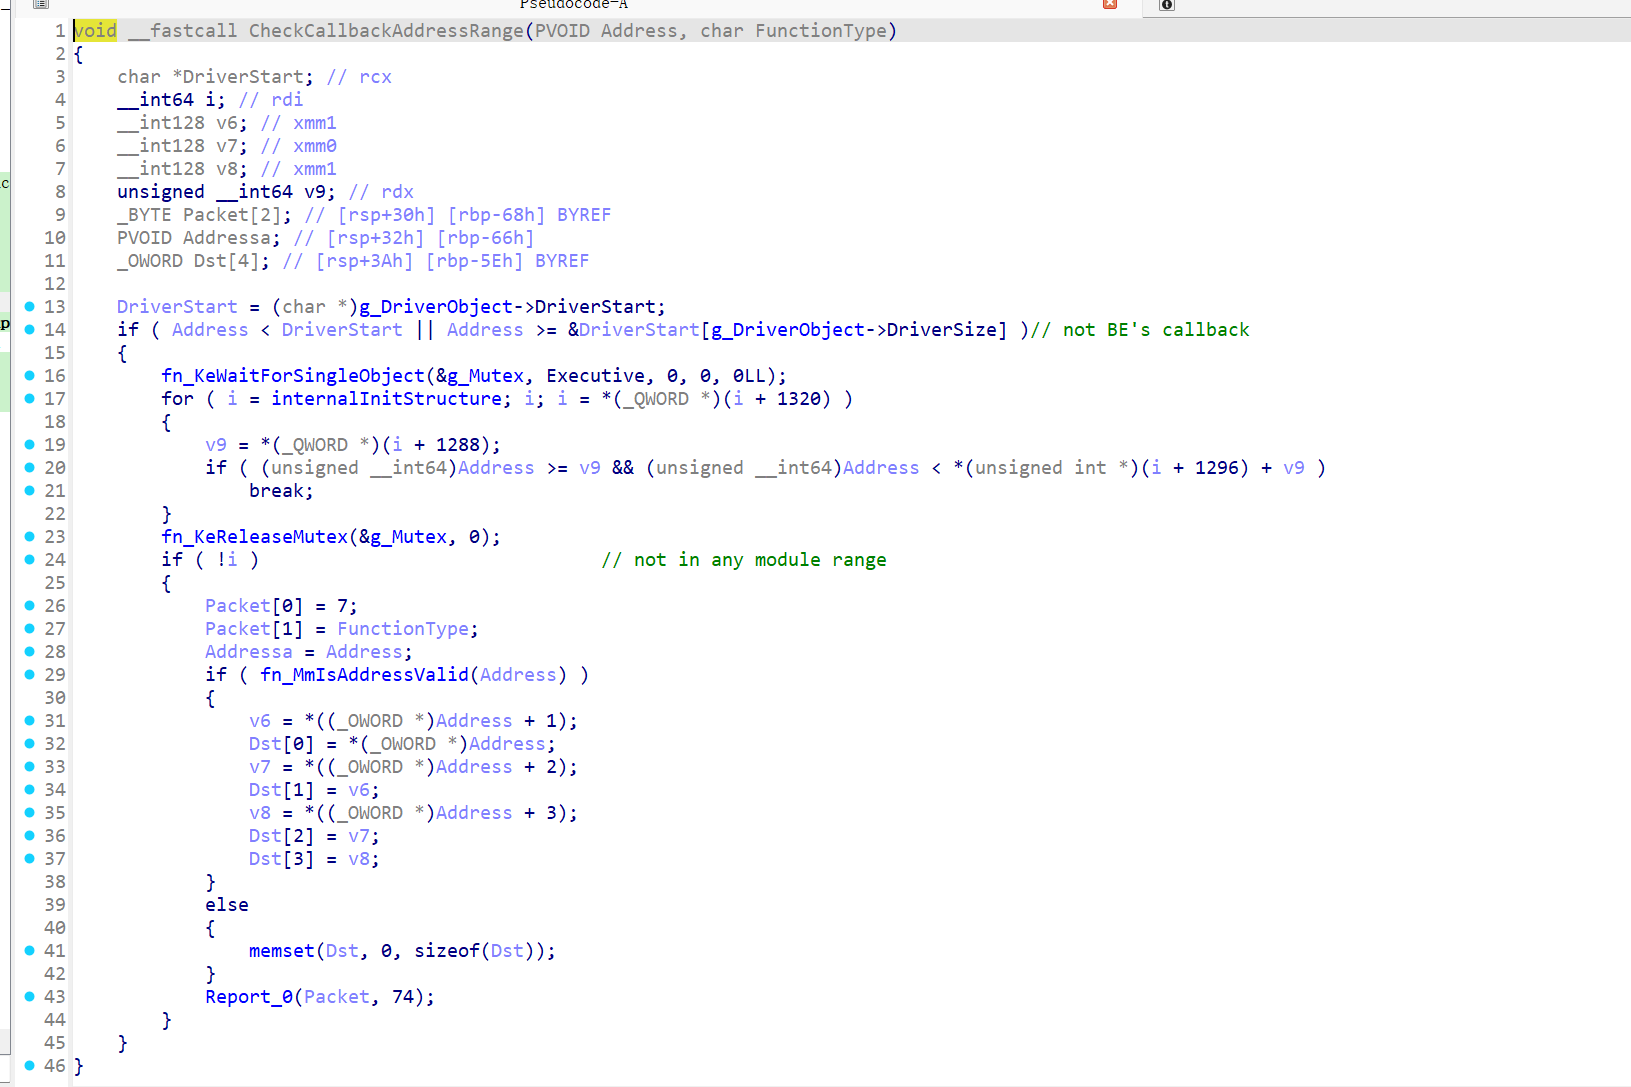 Pseudocode-A
1 void __fastcall CheckCallbackAddressRange(PVOID Address, char FunctionType)
2 {
3     char *DriverStart; // rcx
4     __int64 i; // rdi
5     __int128 v6; // xmm1
6     __int128 v7; // xmm0
7     __int128 v8; // xmm1
8     unsigned __int64 v9; // rdx
9     _BYTE Packet[2]; // [rsp+30h] [rbp-68h] BYREF
10     PVOID Addressa; // [rsp+32h] [rbp-66h]
11     _OWORD Dst[4]; // [rsp+3Ah] [rbp-5Eh] BYREF
12
13     DriverStart = (char *)g_DriverObject->DriverStart;
14     if ( Address < DriverStart || Address >= &DriverStart[g_DriverObject->DriverSize] )// not BE's callback
15     {
16         fn_KeWaitForSingleObject(&g_Mutex, Executive, 0, 0, 0LL);
17         for ( i = internalInitStructure; i; i = *(_QWORD *)(i + 1320) )
18         {
19             v9 = *(_QWORD *)(i + 1288);
20             if ( (unsigned __int64)Address >= v9 && (unsigned __int64)Address < *(unsigned int *)(i + 1296) + v9 )
21                 break;
22         }
23         fn_KeReleaseMutex(&g_Mutex, 0);
24         if ( !i )                               // not in any module range
25         {
26             Packet[0] = 7;
27             Packet[1] = FunctionType;
28             Addressa = Address;
29             if ( fn_MmIsAddressValid(Address) )
30             {
31                 v6 = *((_OWORD *)Address + 1);
32                 Dst[0] = *(_OWORD *)Address;
33                 v7 = *((_OWORD *)Address + 2);
34                 Dst[1] = v6;
35                 v8 = *((_OWORD *)Address + 3);
36                 Dst[2] = v7;
37                 Dst[3] = v8;
38             }
39             else
40             {
41                 memset(Dst, 0, sizeof(Dst));
42             }
43             Report_0(Packet, 74);
44         }
45     }
46 }